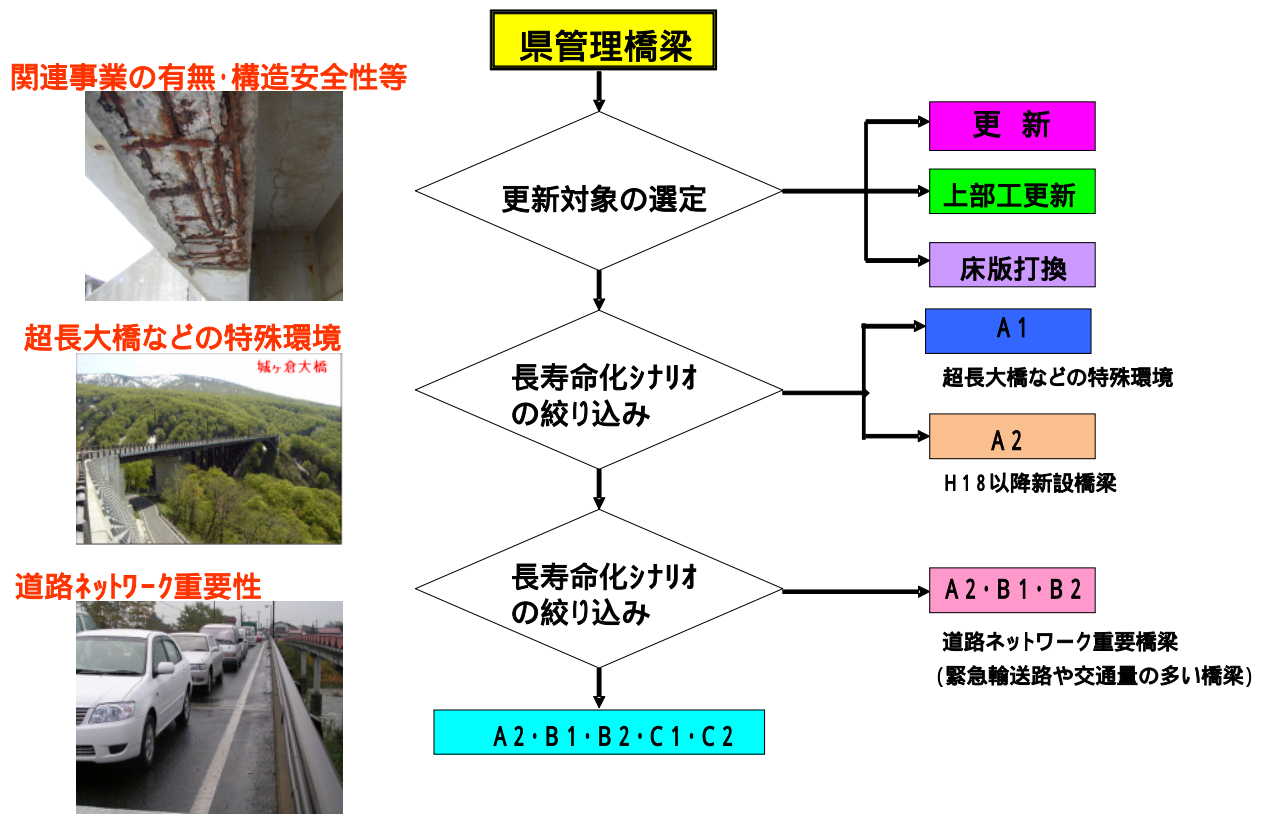 県管理橋梁
関連事業の有無・構造安全性等
更新対象の選定
更 新
上部工更新
床版打換
超長大橋などの特殊環境
城ヶ倉大橋
長寿命化ｼﾅﾘｵ
の絞り込み
A1
超長大橋などの特殊環境
A2
H18以降新設橋梁
道路ﾈｯﾄﾜｰｸ重要性
長寿命化ｼﾅﾘｵ
の絞り込み
A2・B1・B2
道路ネットワーク重要橋梁
(緊急輸送路や交通量の多い橋梁)
A2・B1・B2・C1・C2